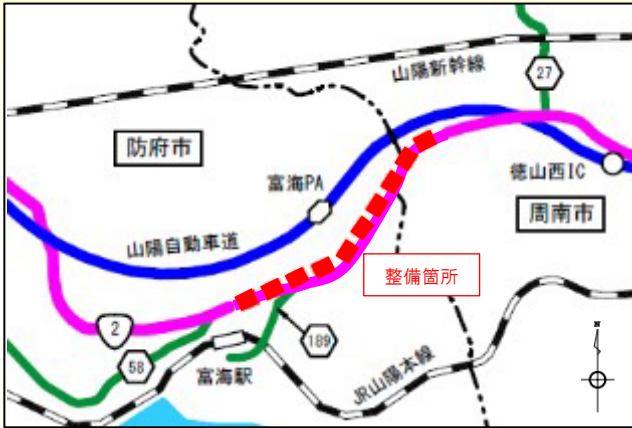 山陽新幹線
27
防府市
富海PA
徳山西IC
周南市
山陽自動車道
整備箇所
2
189
58
富海駅
JR山陽本線
N